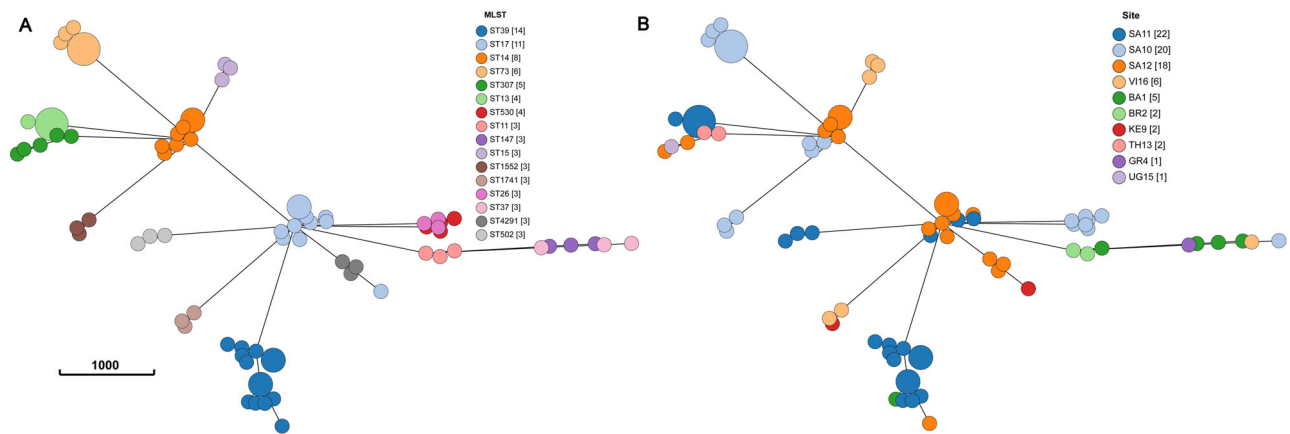 A
MLST
ST39 [14]
ST17 [11]
ST14 [8]
ST73 [6]
ST307 [5]
ST13 [4]
ST530 [4]
ST11 [3]
ST147 [3]
ST15 [3]
ST1552 [3]
ST1741 [3]
ST26 [3]
ST37 [3]
ST4291 [3]
ST502 [3]
1000
B
Site
SA11 [22]
SA10 [20]
SA12 [18]
VI16 [6]
BA1 [5]
BR2 [2]
KE9 [2]
TH13 [2]
GR4 [1]
UG15 [1]